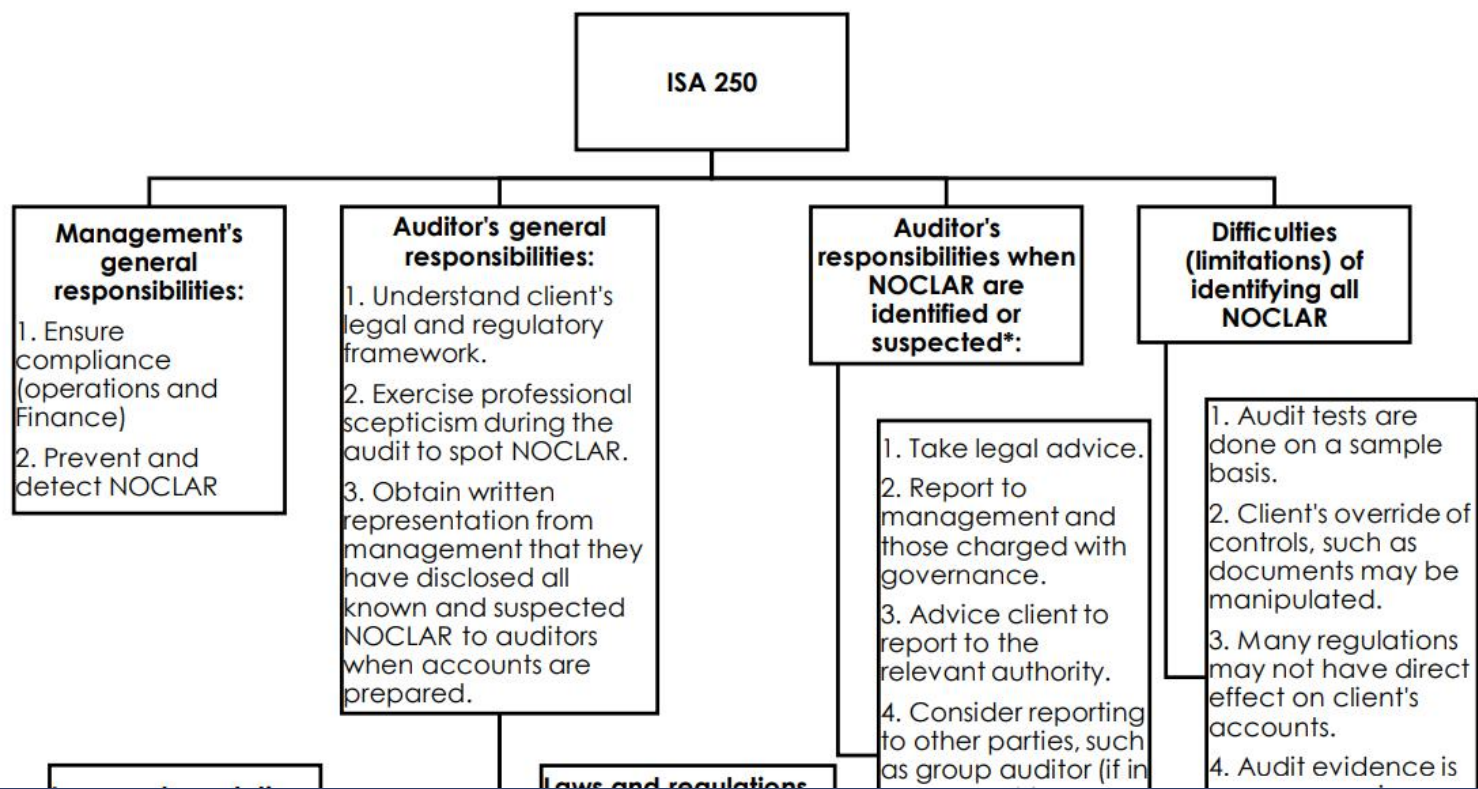 ISA 250
Management's
general
responsibilities:
1. Ensure
compliance
(operations and
Finance)
2. Prevent and
detect NOCLAR
Auditor's general
responsibilities:
1. Understand client's
legal and regulatory
framework.
2. Exercise professional
scepticism during the
audit to spot NOCLAR.
3. Obtain written
representation from
management that they
have disclosed all
known and suspected
NOCLAR to auditors
when accounts are
prepared.
Auditor's
responsibilities when
NOCLAR are
identified or
suspected*:
1. Take legal advice.
2. Report to
management and
those charged with
governance.
3. Advice client to
report to the
relevant authority.
4. Consider reporting
to other parties, such
as group auditor (if in
Difficulties
(limitations) of
identifying all
NOCLAR
1. Audit tests are
done on a sample
basis.
2. Client's override of
controls, such as
documents may be
manipulated.
3. Many regulations
may not have direct
effect on client's
accounts.
4. Audit evidence is
Laws and regulations